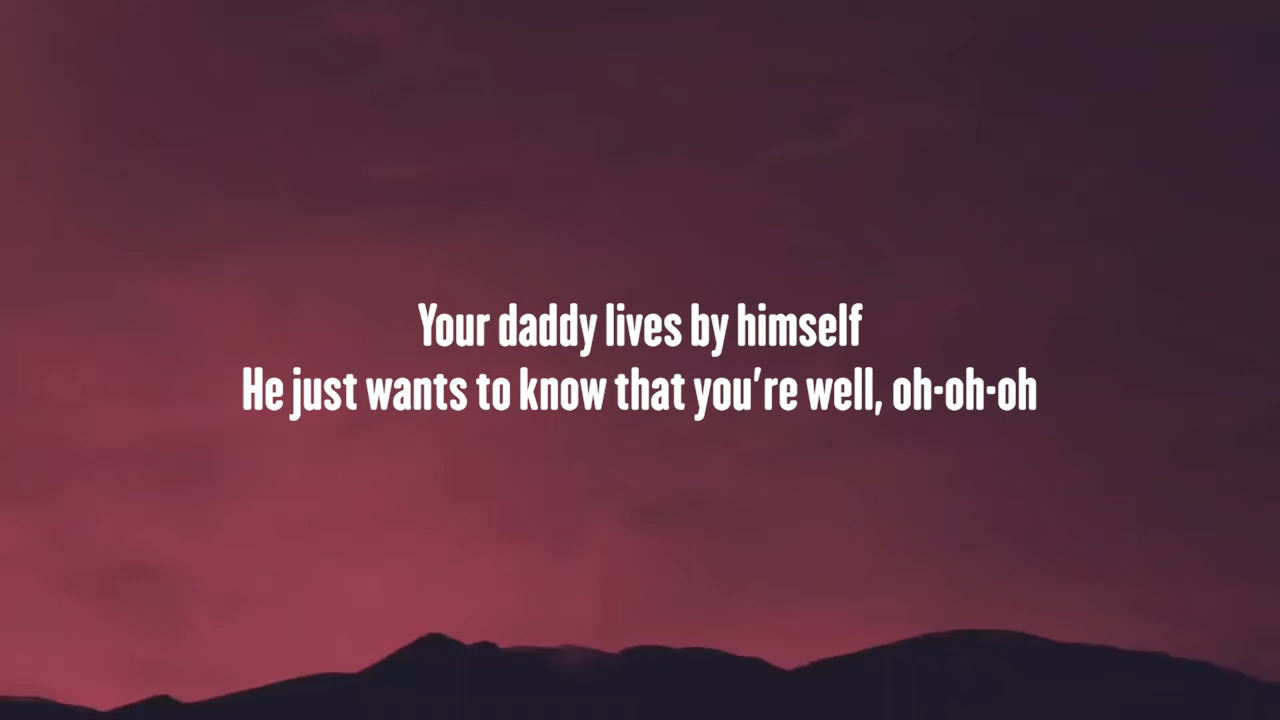 Your daddy lives by himself
He just wants to know that you're well, oh-oh-oh